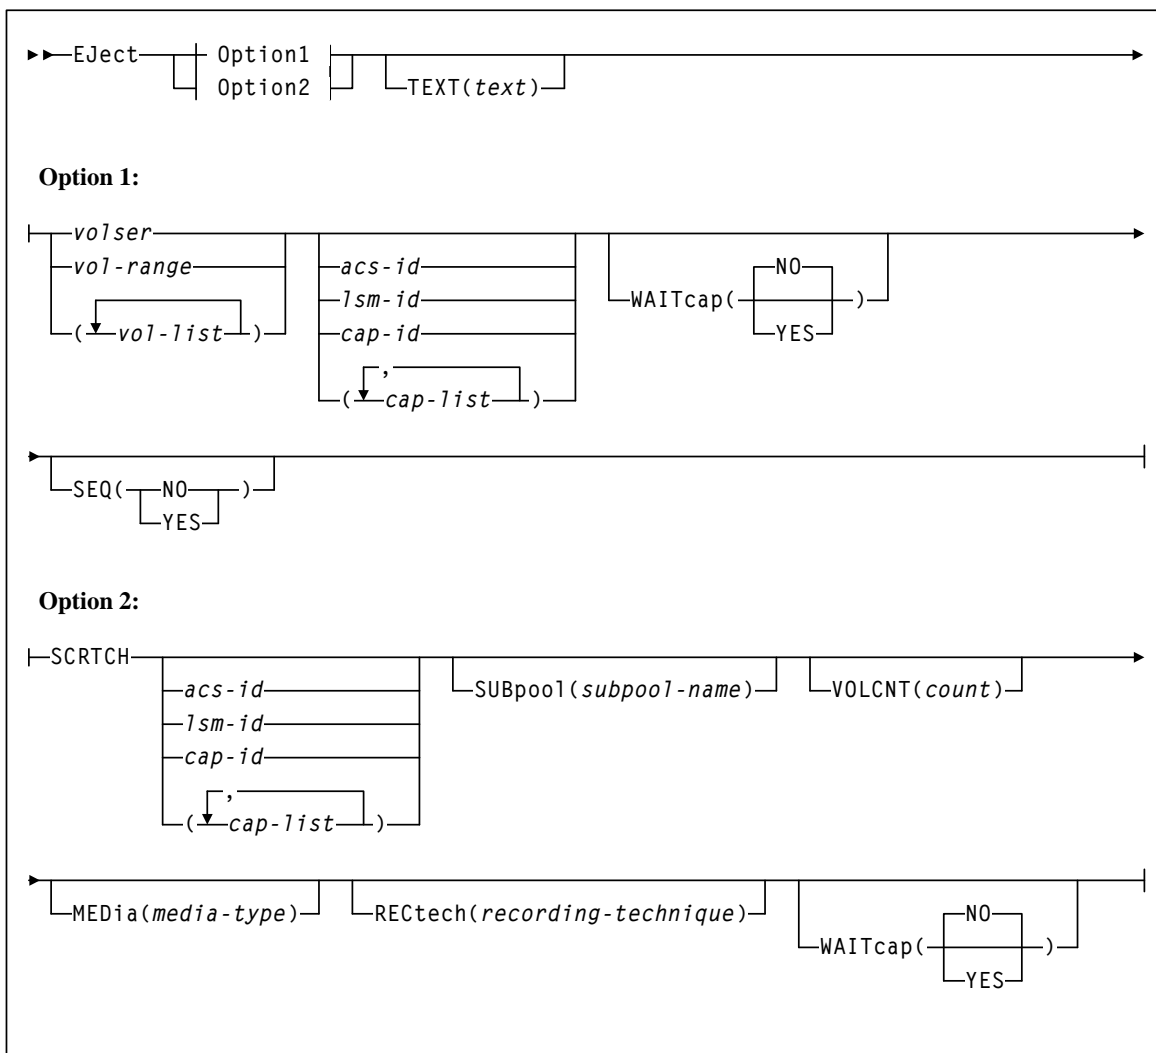 EJect Option1
Option2 TEXT(text)
Option 1:
volser
vol-range
(vol-list)
acs-id
lsm-id
cap-id
,
(cap-list)
NO
WAITcap( )
YES
SEQ( NO )
YES
Option 2:
SCRTCH
acs-id
lsm-id
cap-id
,
(cap-list)
SUBpool(subpool-name)
VOLCNT(count)
MEDia(media-type)
RECtech(recording-technique)
NO
WAITcap( )
YES